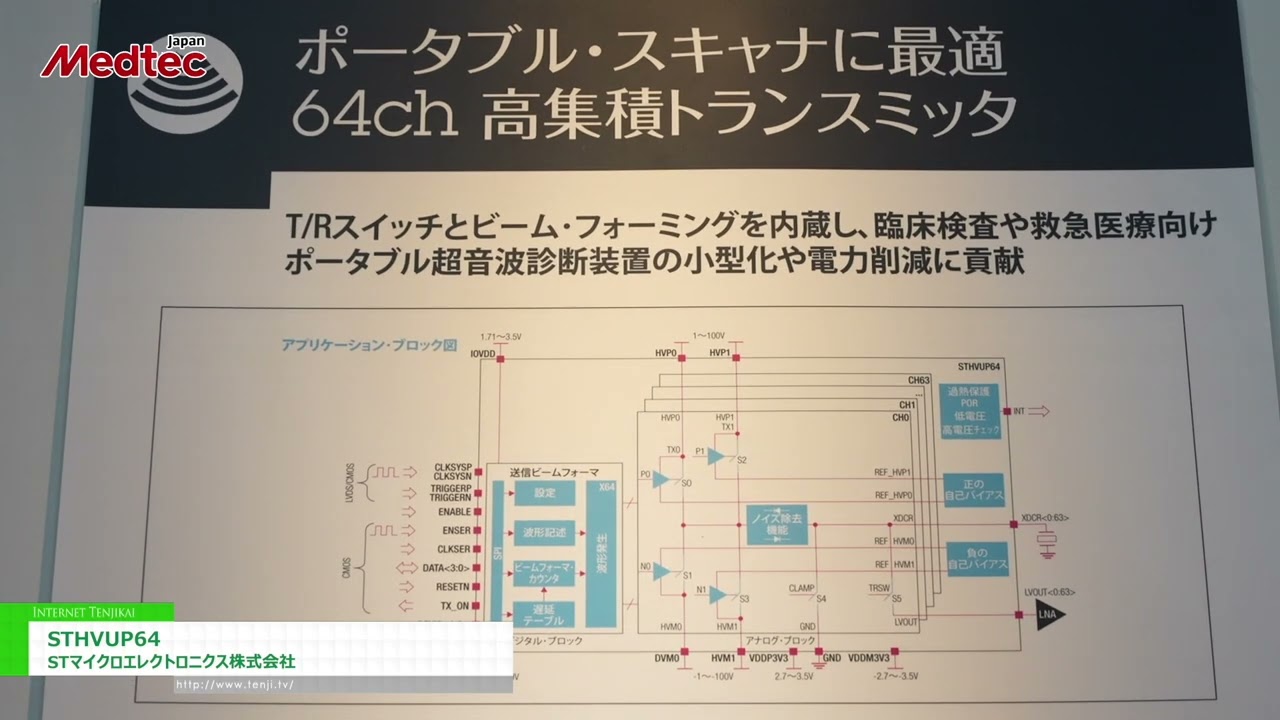 Japan
Medtec
ポータブル・スキャナに最適
64ch 高集積トランスミッタ
T/Rスイッチとビーム・フォーミングを内蔵し、臨床検査や救急医療向け
ポータブル超音波診断装置の小型化や電力削減に貢献
アプリケーション・ブロック図
1.71～3.5V
1～100V
IOVDD
HVP0
HVP1
STHVUP64
CH63
...
CH1
CH0
過熱保護
POR
低電圧
高電圧チェック
INT
HVP0
HVP1
TX1
TX0
P1
S2
P0
S0
REF_HVP1
REF_HVP0
正の
自己バイアス
LVDS/CMOS
CLKSYSP
CLKSYSN
TRIGGERP
TRIGGERN
ENABLE
CMOS
ENSER
CLKSER
DATA<3:0>
RESETN
TX_ON
送信ビームフォーマ
SPI
設定
波形記述
ビームフォーマ・
カウンタ
遅延
テーブル
X64
波形発生
ノイズ除去
機能
XDCR
XDCR<0:63>
REF_HVM0
REF_HVM1
負の
自己バイアス
N0
S1
N1
S3
CLAMP
S4
TRSW
S5
LVOUT
LVOUT<0:63>
LNA
HVM0
HVM1
GND
ジタル・ブロック
アナログ・ブロック
DVM0
HVM1
VDDP3V3
GND
VDDM3V3
-1～-100V
2.7～3.5V
-2.7～-3.5V
INTERNET TENJIKAI
STHVUP64
STマイクロエレクトロニクス株式会社
http://www.tenji.tv/